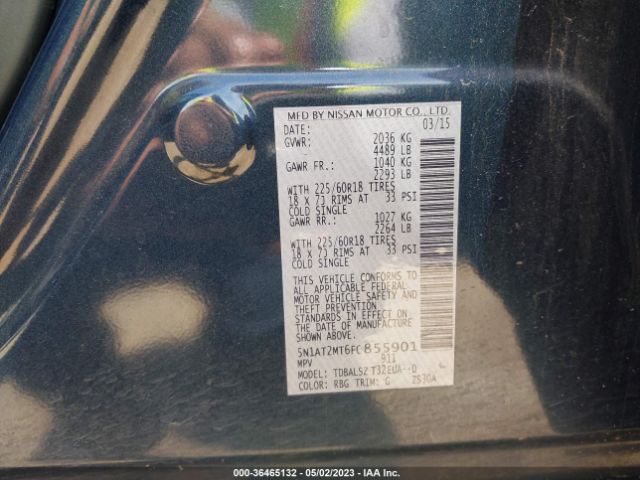 MFD BY NISSAN MOTOR CO., LTD.
DATE: 03/15
GVWR: 2036 KG
4489 LB
GAWR FR.: 1040 KG
2293 LB
WITH 225/60R18 TIRES
18 X 7J RIMS AT 33 PSI
COLD SINGLE
GAWR RR.: 1027 KG
2264 LB
WITH 225/60R18 TIRES
18 X 7J RIMS AT 33 PSI
COLD SINGLE
THIS VEHICLE CONFORMS TO
ALL APPLICABLE FEDERAL
MOTOR VEHICLE SAFETY AND
THEFT PREVENTION
STANDARDS IN EFFECT ON
THE DATE OF MANUFACTURE
SHOWN ABOVE.
5N1AT2MT6FC855901
MPV 911
MODEL: TDBALSZ T32EUA--D
COLOR: RBG TRIM: G ZS30A
000-36465132 - 05/02/2023 - IAA Inc.